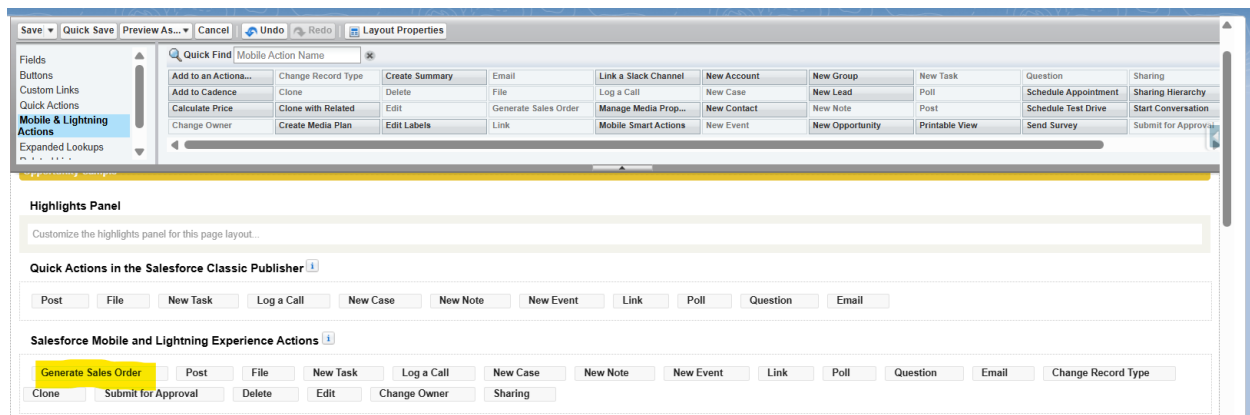 Save Quick Save Preview As... Cancel Undo Redo Layout Properties
Fields
Buttons
Custom Links
Quick Actions
Mobile & Lightning
Actions
Expanded Lookups
Quick Find Mobile Action Name
Add to an Actiona... Change Record Type Create Summary Email Link a Slack Channel New Account New Group New Task Question Sharing
Add to Cadence Clone Delete File Log a Call New Case New Lead Poll Schedule Appointment Sharing Hierarchy
Calculate Price Clone with Related Edit Generate Sales Order Manage Media Prop... New Contact New Note Post Schedule Test Drive Start Conversation
Change Owner Create Media Plan Edit Labels Link Mobile Smart Actions New Event New Opportunity Printable View Send Survey Submit for Approval
Highlights Panel
Customize the highlights panel for this page layout...
Quick Actions in the Salesforce Classic Publisher i
Post File New Task Log a Call New Case New Note New Event Link Poll Question Email
Salesforce Mobile and Lightning Experience Actions i
Generate Sales Order Post File New Task Log a Call New Case New Note New Event Link Poll Question Email Change Record Type
Clone Submit for Approval Delete Edit Change Owner Sharing